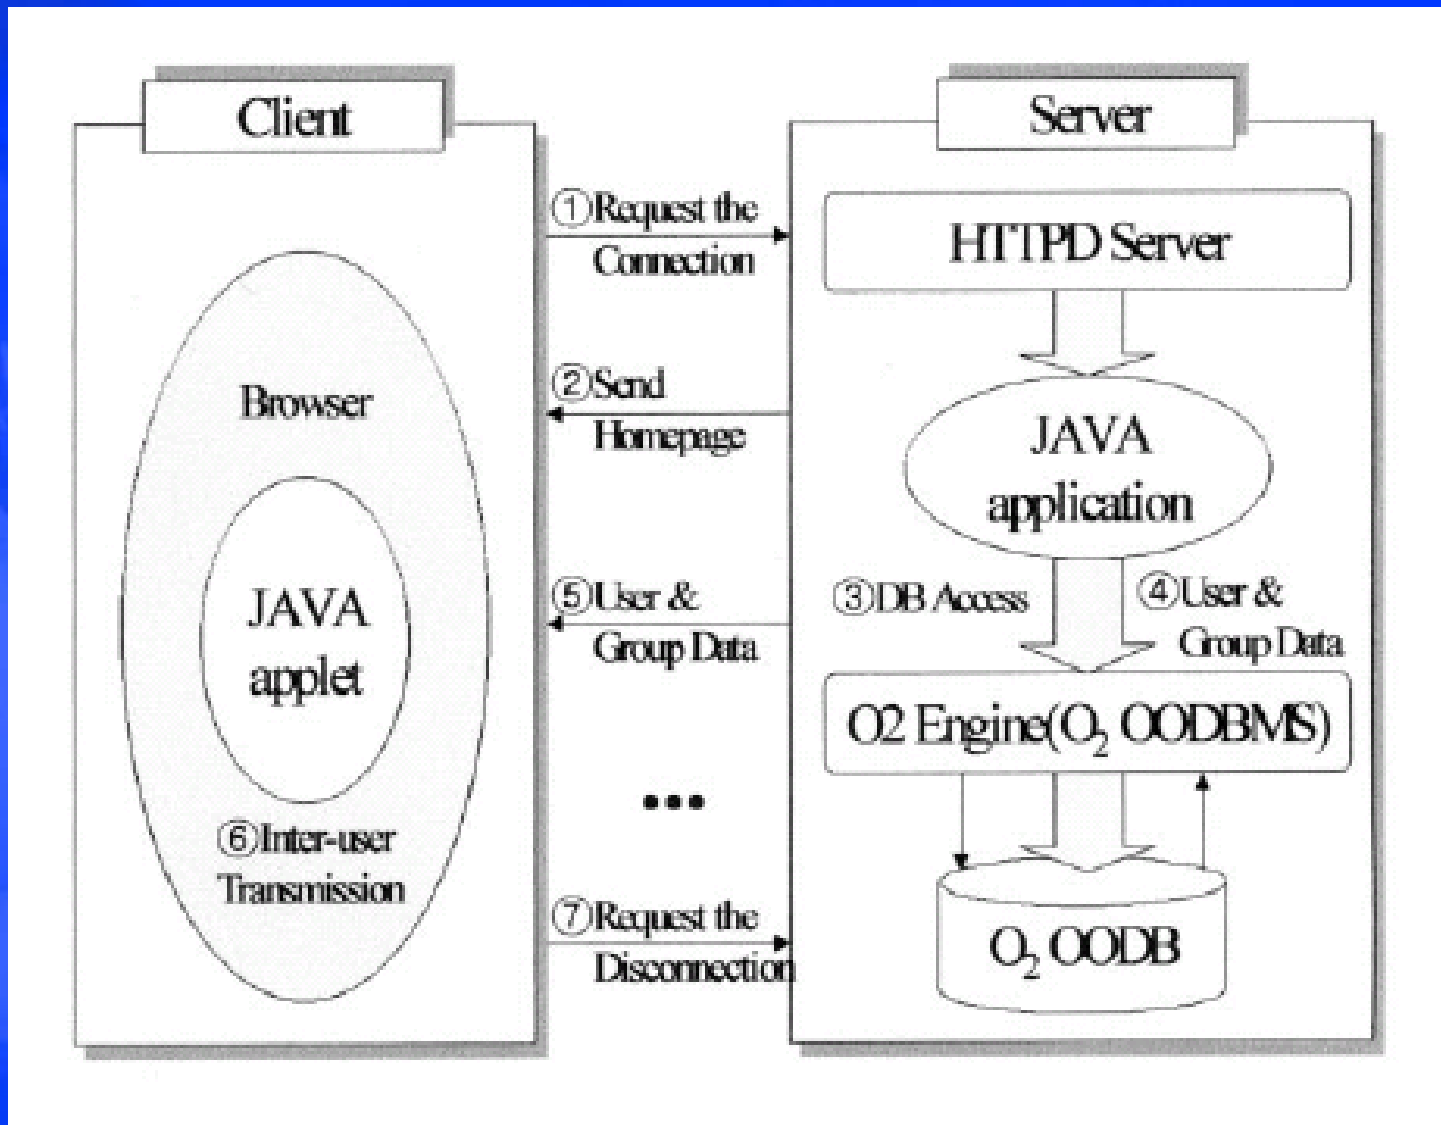 Client
Server
①Request the
Connection
HTTPD Server
②Send
Homepage
Browser
JAVA
application
⑤User &
Group Data
③DB Access
④User &
Group Data
JAVA
applet
O2 Engine(O₂ OODBMS)
•••
⑥Inter-user
Transmission
⑦Request the
Disconnection
O₂ OODB